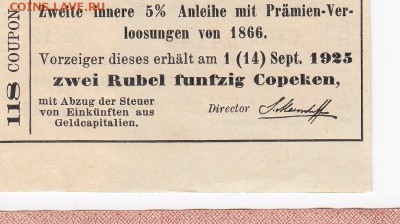 COINS.LAVE.RU
Zweite innere 5% Anleihe mit Prämien-Ver-
loosungen von 1866.
Vorzeiger dieses erhält am 1 (14) Sept. 1925
zwei Rubel funfzig Copeken,
mit Abzug der Steuer
von Einkünften aus
Geldcapitalien.
Director
118 COUPON